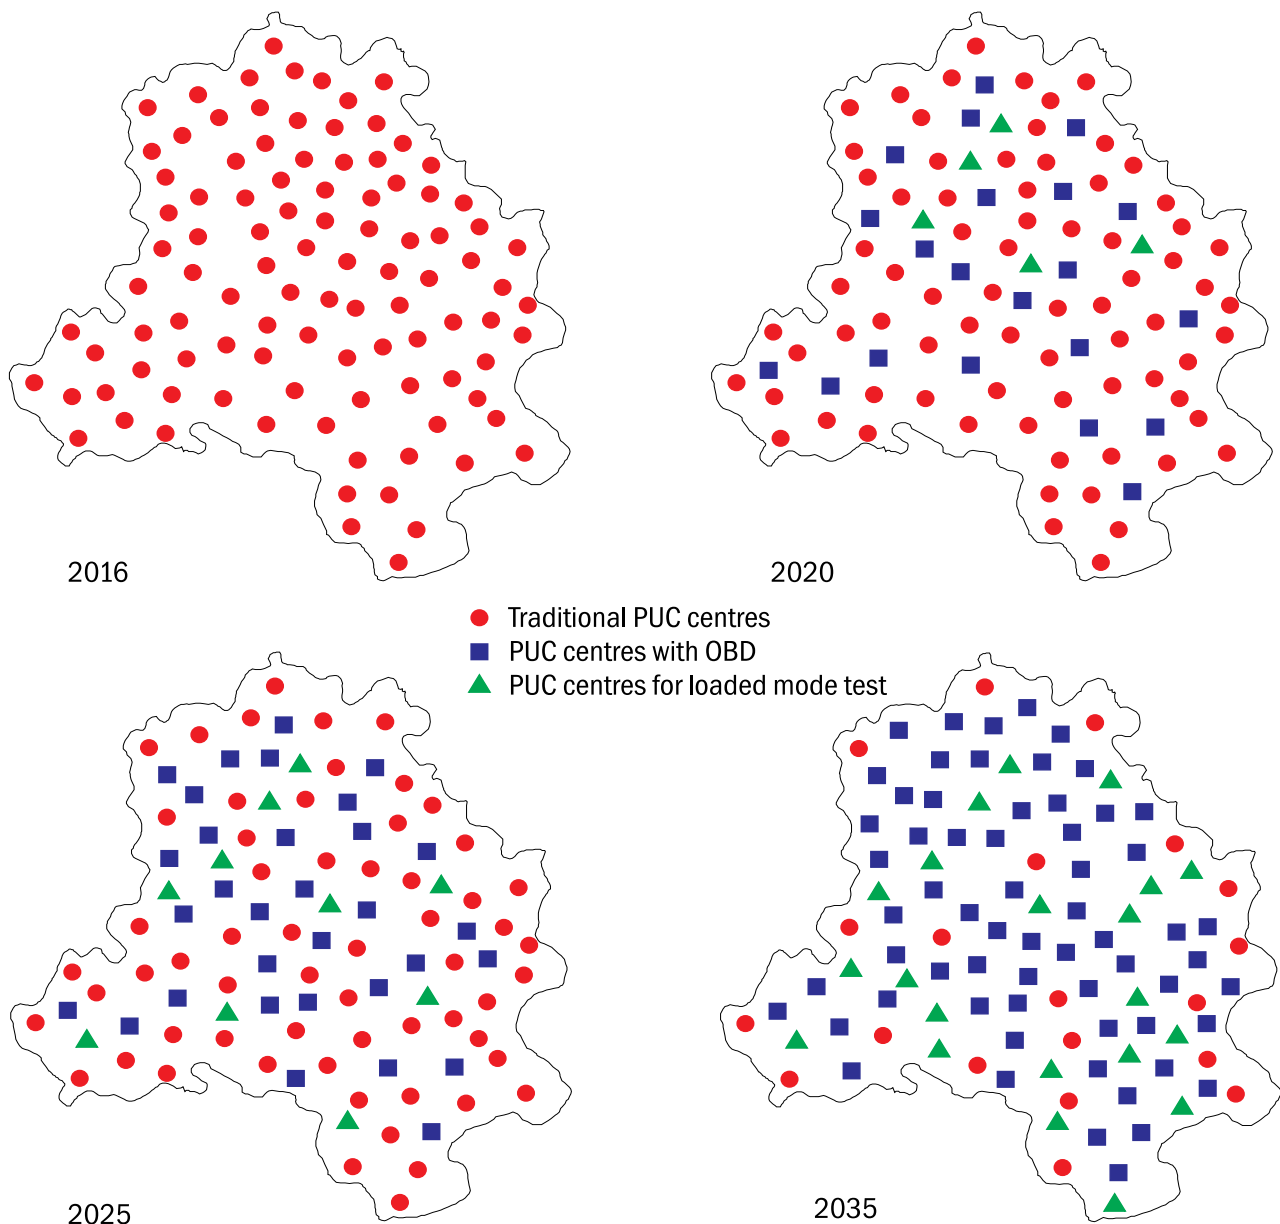 2016
2020
Traditional PUC centres
PUC centres with OBD
PUC centres for loaded mode test
2025
2035